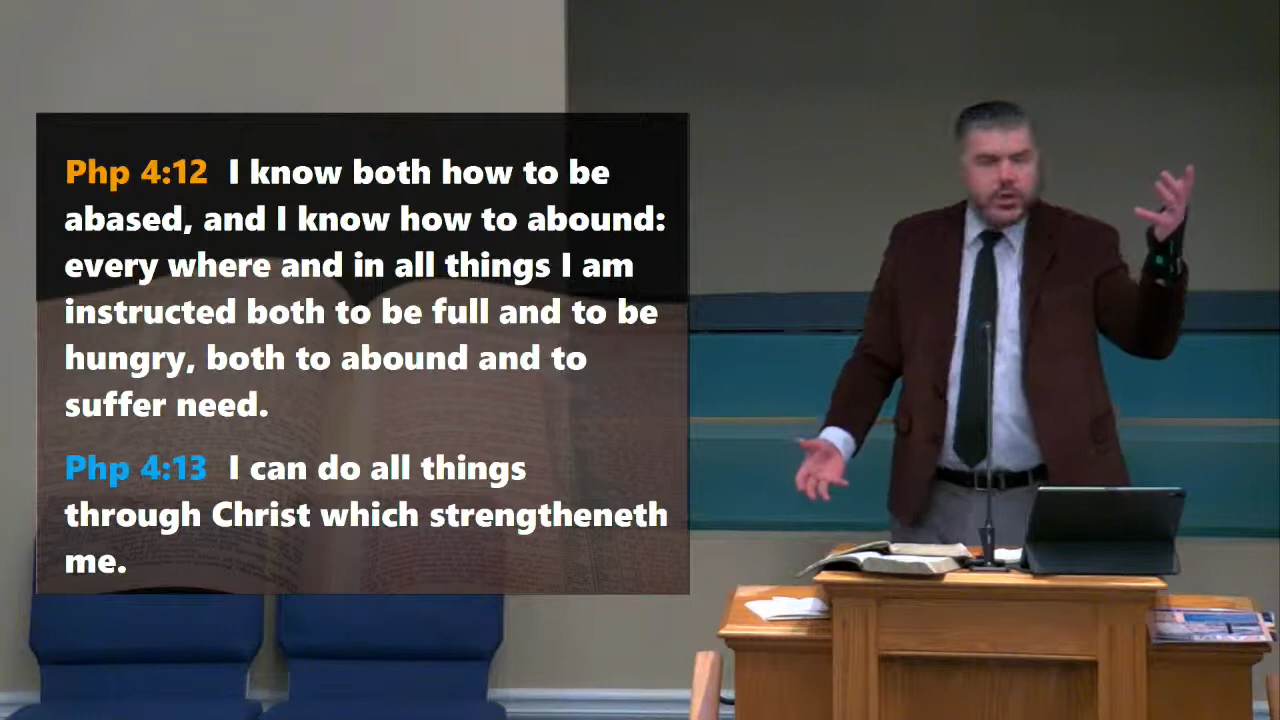 Php 4:12 I know both how to be
abased, and I know how to abound:
every where and in all things I am
instructed both to be full and to be
hungry, both to abound and to
suffer need.
Php 4:13 I can do all things
through Christ which strengtheneth
me.